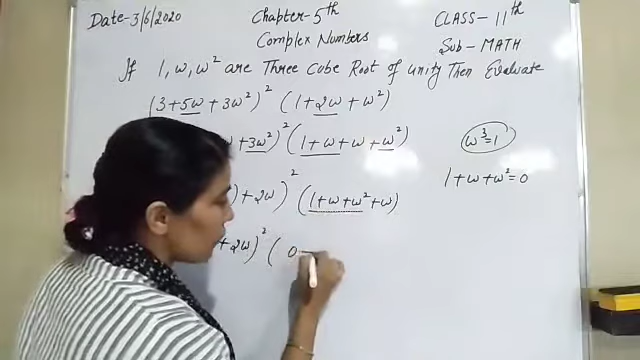 Date-3/6/2020
Chapter-5th
Complex Numbers
CLASS-11th
Sub-MATH
If 1, ω, ω² are Three Cube Root of unity Then Evaluate
(3+5ω+3ω²)² (1+2ω+ω²)
+3ω²)² (1+ω+ω+ω²)
ω³=1
) + 2ω)² (1+ω+ω²+ω)
1+ω+ω²=0
+2ω)² ( 0